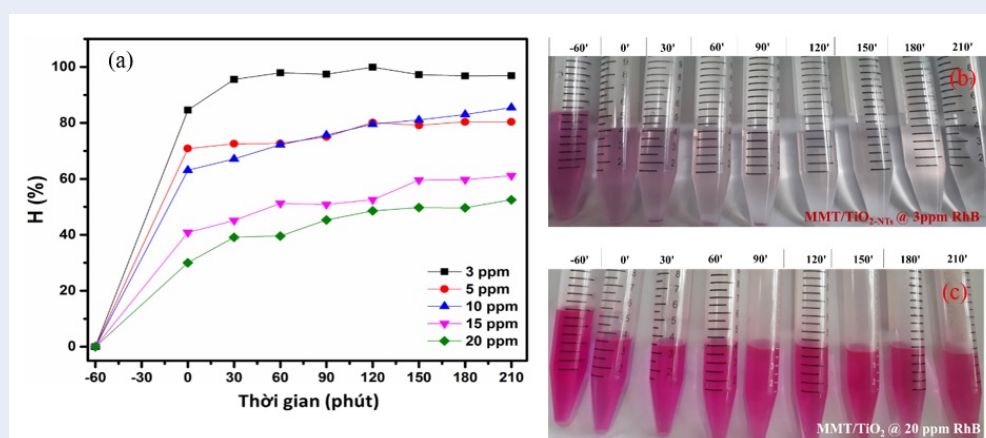 (a)
H (%)
100
80
60
40
20
0
3 ppm
5 ppm
10 ppm
15 ppm
20 ppm
-60 -30 0 30 60 90 120 150 180 210
Thời gian (phút)
-60' 0' 30' 60' 90' 120' 150' 180' 210'
(b)
MMT/TiO2-NTs @ 3ppm RhB
-60' 0' 30' 60' 90' 120' 150' 180' 210'
(c)
MMT/TiO2 @ 20 ppm RhB